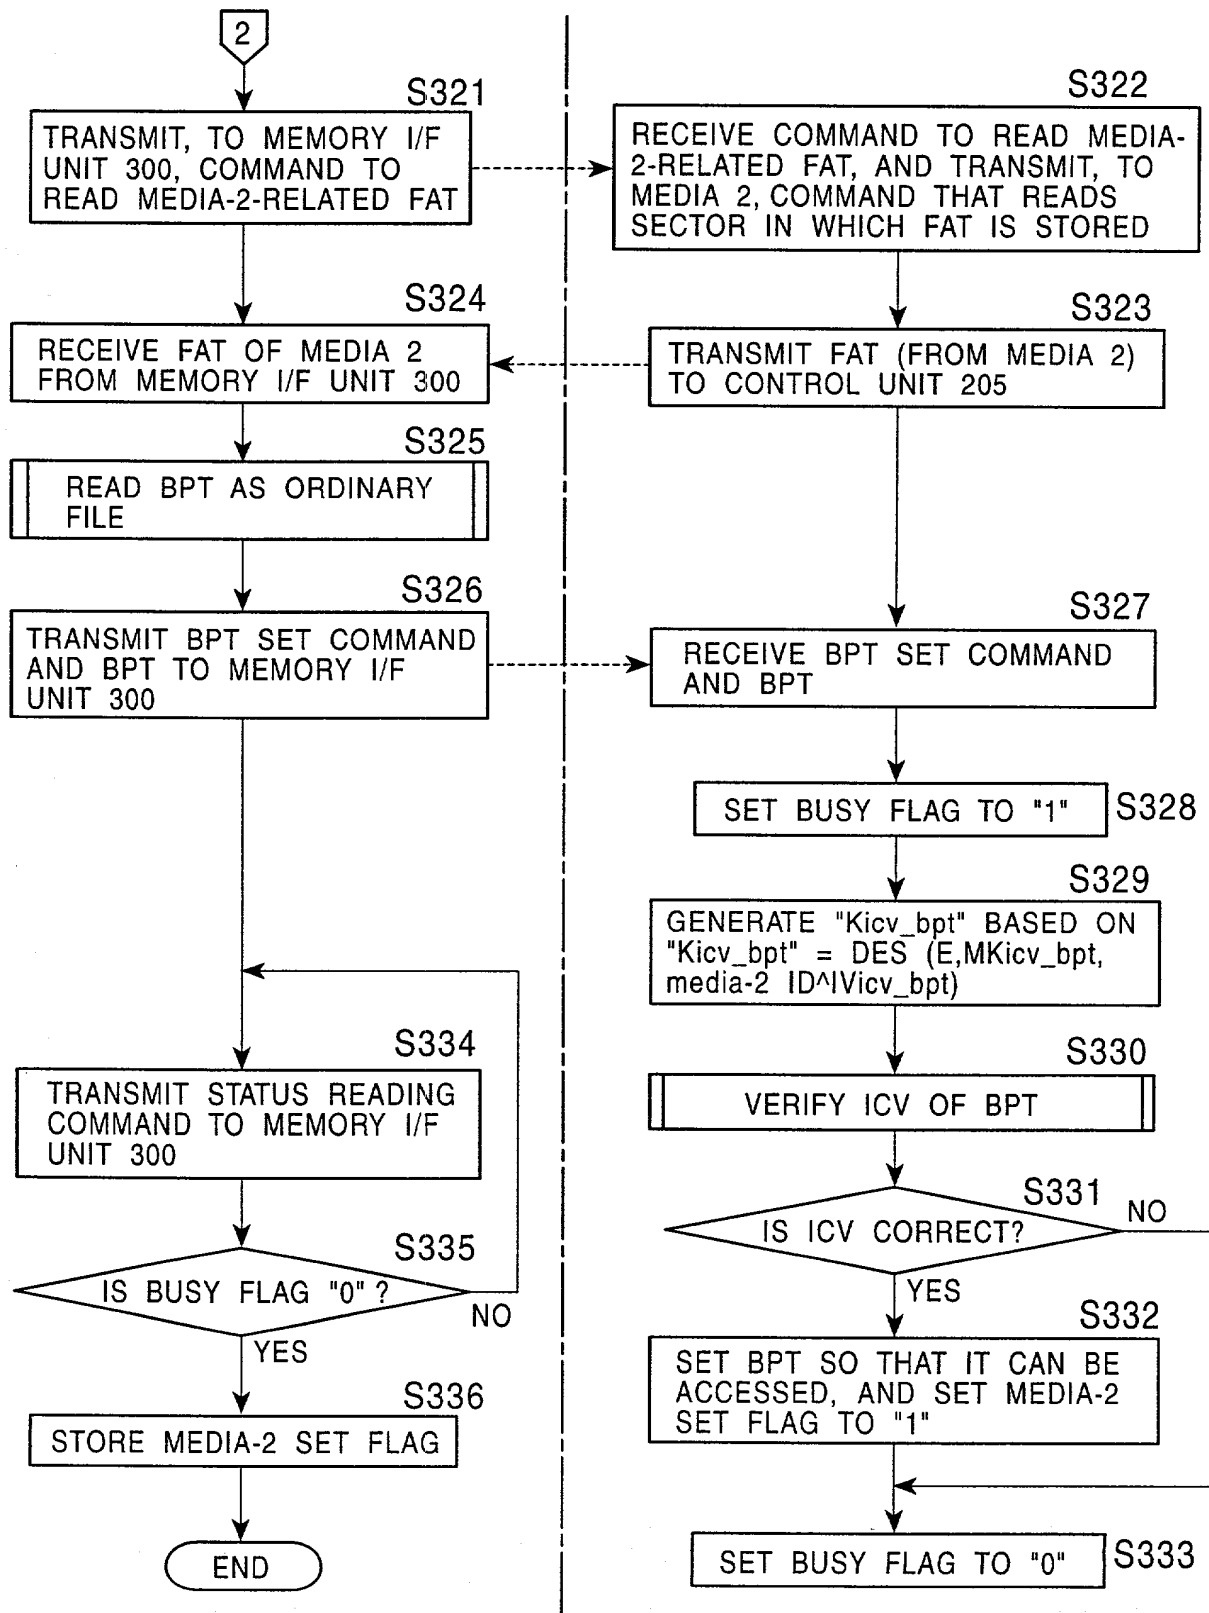 2
S321
TRANSMIT, TO MEMORY I/F
UNIT 300, COMMAND TO
READ MEDIA-2-RELATED FAT
S322
RECEIVE COMMAND TO READ MEDIA-
2-RELATED FAT, AND TRANSMIT, TO
MEDIA 2, COMMAND THAT READS
SECTOR IN WHICH FAT IS STORED
S324
RECEIVE FAT OF MEDIA 2
FROM MEMORY I/F UNIT 300
S323
TRANSMIT FAT (FROM MEDIA 2)
TO CONTROL UNIT 205
S325
READ BPT AS ORDINARY
FILE
S326
TRANSMIT BPT SET COMMAND
AND BPT TO MEMORY I/F
UNIT 300
S327
RECEIVE BPT SET COMMAND
AND BPT
SET BUSY FLAG TO "1"
S328
S329
GENERATE "Kicv_bpt" BASED ON
"Kicv_bpt" = DES (E,MKicv_bpt,
media-2 ID^IVicv_bpt)
S330
VERIFY ICV OF BPT
S331
IS ICV CORRECT?
NO
YES
S332
SET BPT SO THAT IT CAN BE
ACCESSED, AND SET MEDIA-2
SET FLAG TO "1"
SET BUSY FLAG TO "0"
S333
S334
TRANSMIT STATUS READING
COMMAND TO MEMORY I/F
UNIT 300
S335
IS BUSY FLAG "0" ?
NO
YES
S336
STORE MEDIA-2 SET FLAG
END